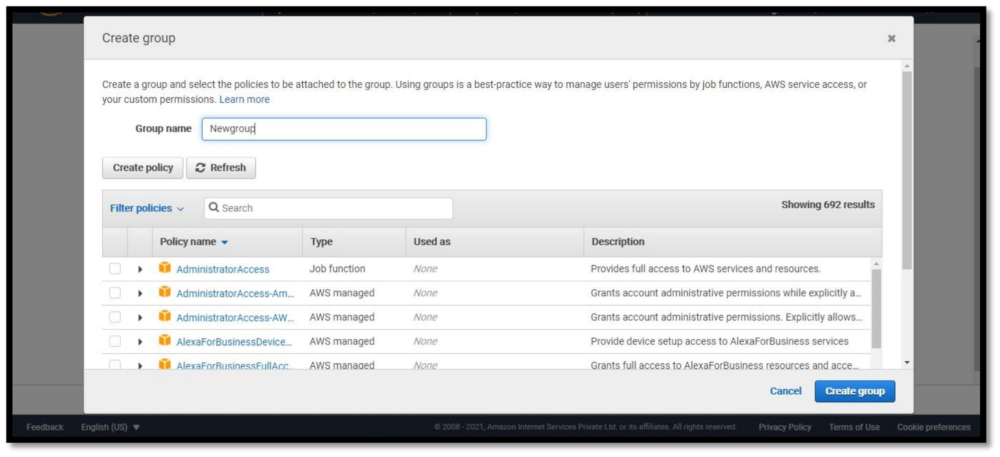 Create group
Create a group and select the policies to be attached to the group. Using groups is a best-practice way to manage users' permissions by job functions, AWS service access, or
your custom permissions. Learn more
Group name Newgroup
Create policy Refresh
Filter policies Search Showing 692 results
Policy name Type Used as Description
AdministratorAccess Job function None Provides full access to AWS services and resources.
AdministratorAccess-Am... AWS managed None Grants account administrative permissions while explicitly a...
AdministratorAccess-AW... AWS managed None Grants account administrative permissions. Explicitly allows...
AlexaForBusinessDevice... AWS managed None Provide device setup access to AlexaForBusiness services
AlexaForBusinessFullAcc... AWS managed None Grants full access to AlexaForBusiness resources and acce...
Cancel Create group
Feedback English (US) © 2008 - 2021, Amazon Internet Services Private Ltd. or its affiliates. All rights reserved. Privacy Policy Terms of Use Cookie preferences